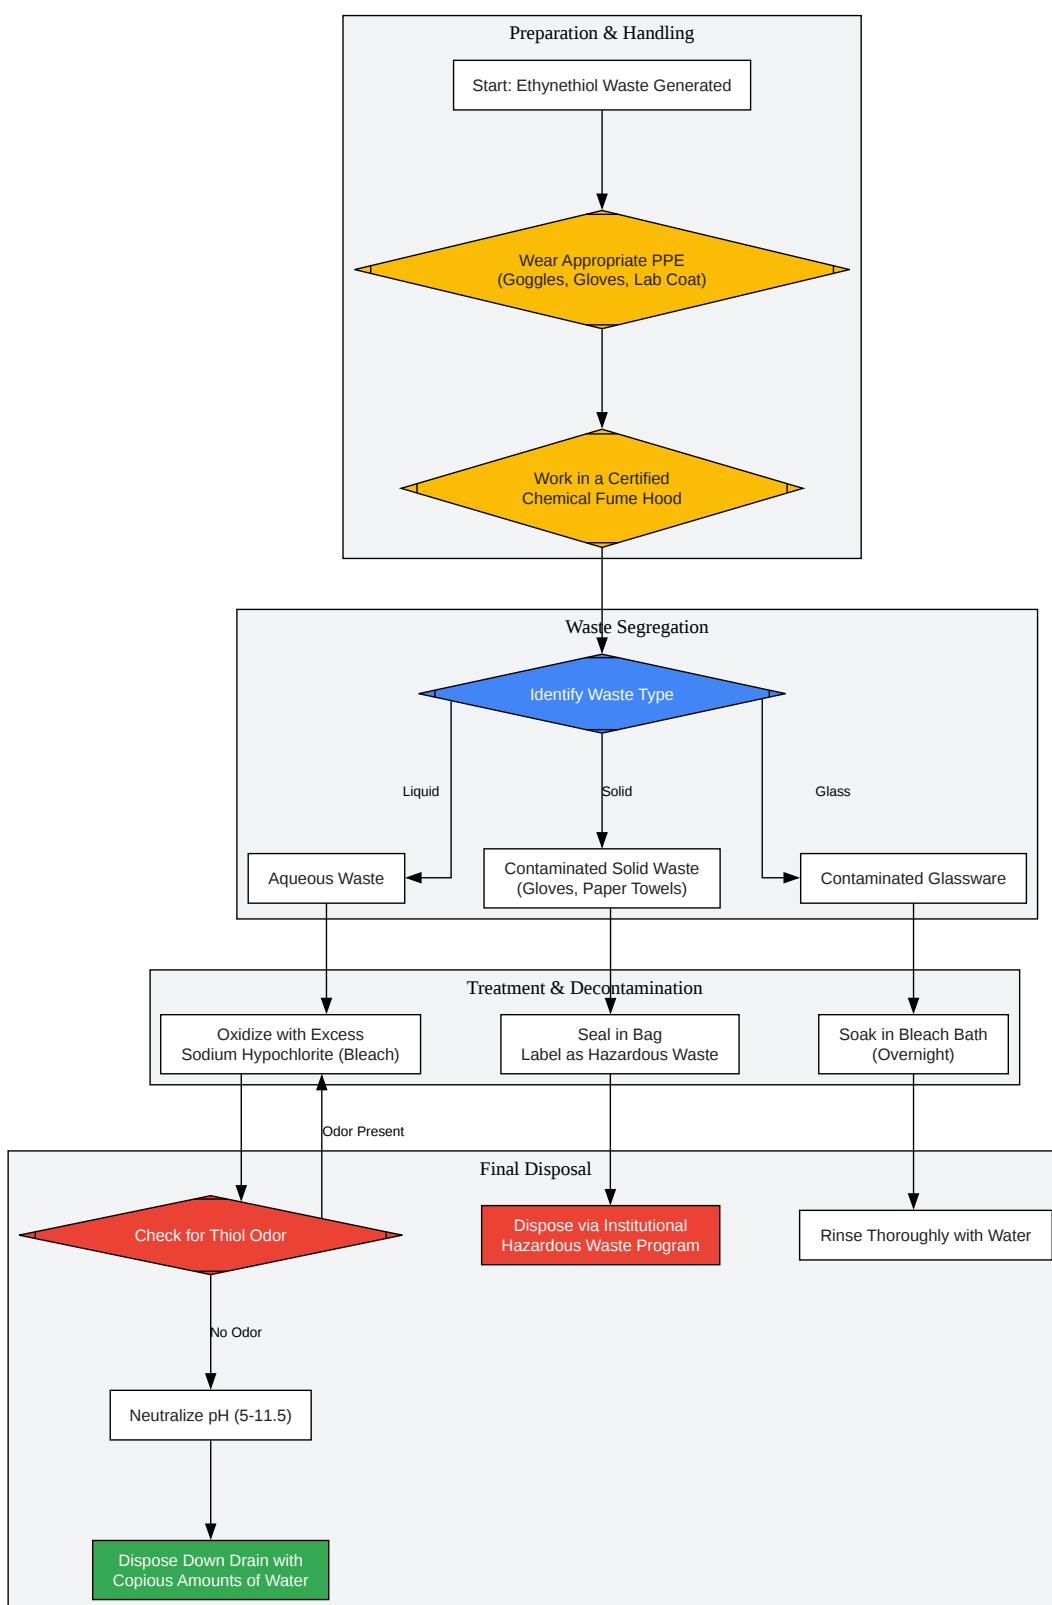 Preparation & Handling
Start: Ethynethiol Waste Generated
Wear Appropriate PPE
(Goggles, Gloves, Lab Coat)
Work in a Certified
Chemical Fume Hood
Waste Segregation
Identify Waste Type
Liquid
Solid
Glass
Aqueous Waste
Contaminated Solid Waste
(Gloves, Paper Towels)
Contaminated Glassware
Treatment & Decontamination
Oxidize with Excess
Sodium Hypochlorite (Bleach)
Seal in Bag
Label as Hazardous Waste
Soak in Bleach Bath
(Overnight)
Odor Present
Final Disposal
Check for Thiol Odor
Dispose via Institutional
Hazardous Waste Program
Rinse Thoroughly with Water
No Odor
Neutralize pH (5-11.5)
Dispose Down Drain with
Copious Amounts of Water